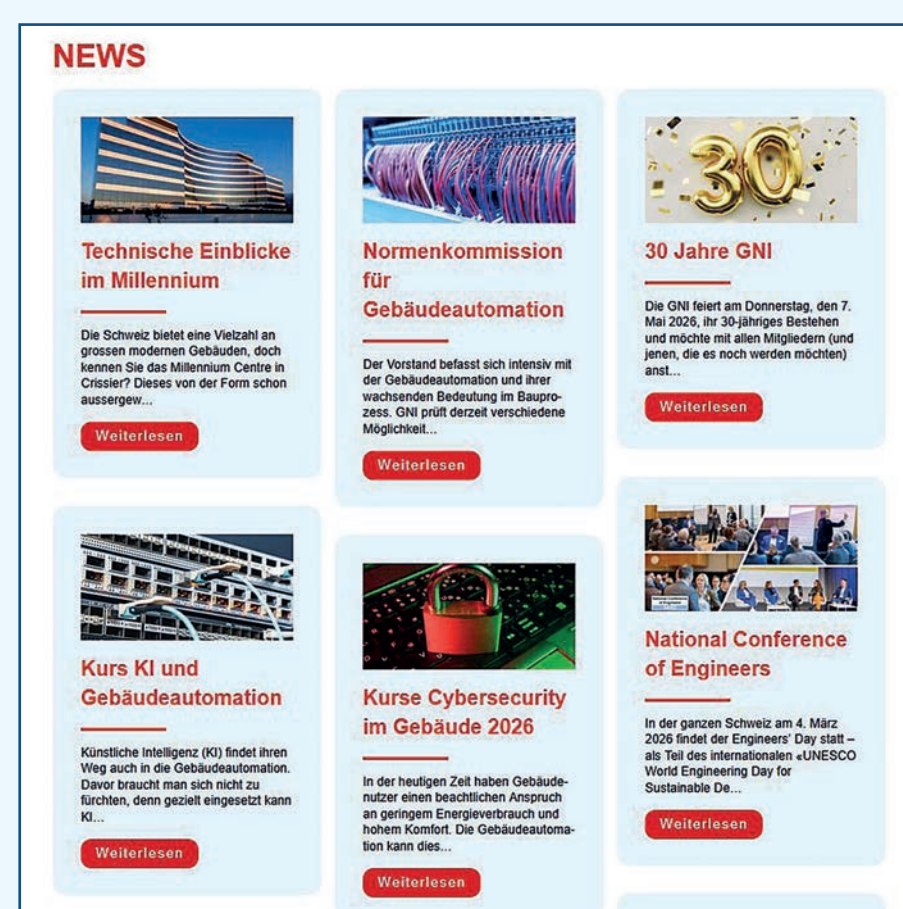 NEWS
Technische Einblicke
im Millennium
Die Schweiz bietet eine Vielzahl an
grossen modernen Gebäuden, doch
kennen Sie das Millennium Centre in
Crissier? Dieses von der Form schon
aussergew…
Weiterlesen
Normenkommission
für
Gebäudeautomation
Der Vorstand befasst sich intensiv mit
der Gebäudeautomation und ihrer
wachsenden Bedeutung im Baupro-
zess. GNI prüft derzeit verschiedene
Möglichkeit…
Weiterlesen
30
30 Jahre GNI
Die GNI feiert am Donnerstag, den 7.
Mai 2026, ihr 30-jähriges Bestehen
und möchte mit allen Mitgliedern (und
jenen, die es noch werden möchten)
anst…
Weiterlesen
Kurs KI und
Gebäudeautomation
Künstliche Intelligenz (KI) findet ihren
Weg auch in die Gebäudeautomation.
Davor braucht man sich nicht zu
fürchten, denn gezielt eingesetzt kann
KI…
Weiterlesen
Kurse Cybersecurity
im Gebäude 2026
In der heutigen Zeit haben Gebäude-
nutzer einen beachtlichen Anspruch
an geringem Energieverbrauch und
hohem Komfort. Die Gebäudeautoma-
tion kann dies…
Weiterlesen
National Conference
of Engineers
National Conference
of Engineers
In der ganzen Schweiz am 4. März
2026 findet der Engineers' Day statt –
als Teil des internationalen «UNESCO
World Engineering Day for
Sustainable De…
Weiterlesen